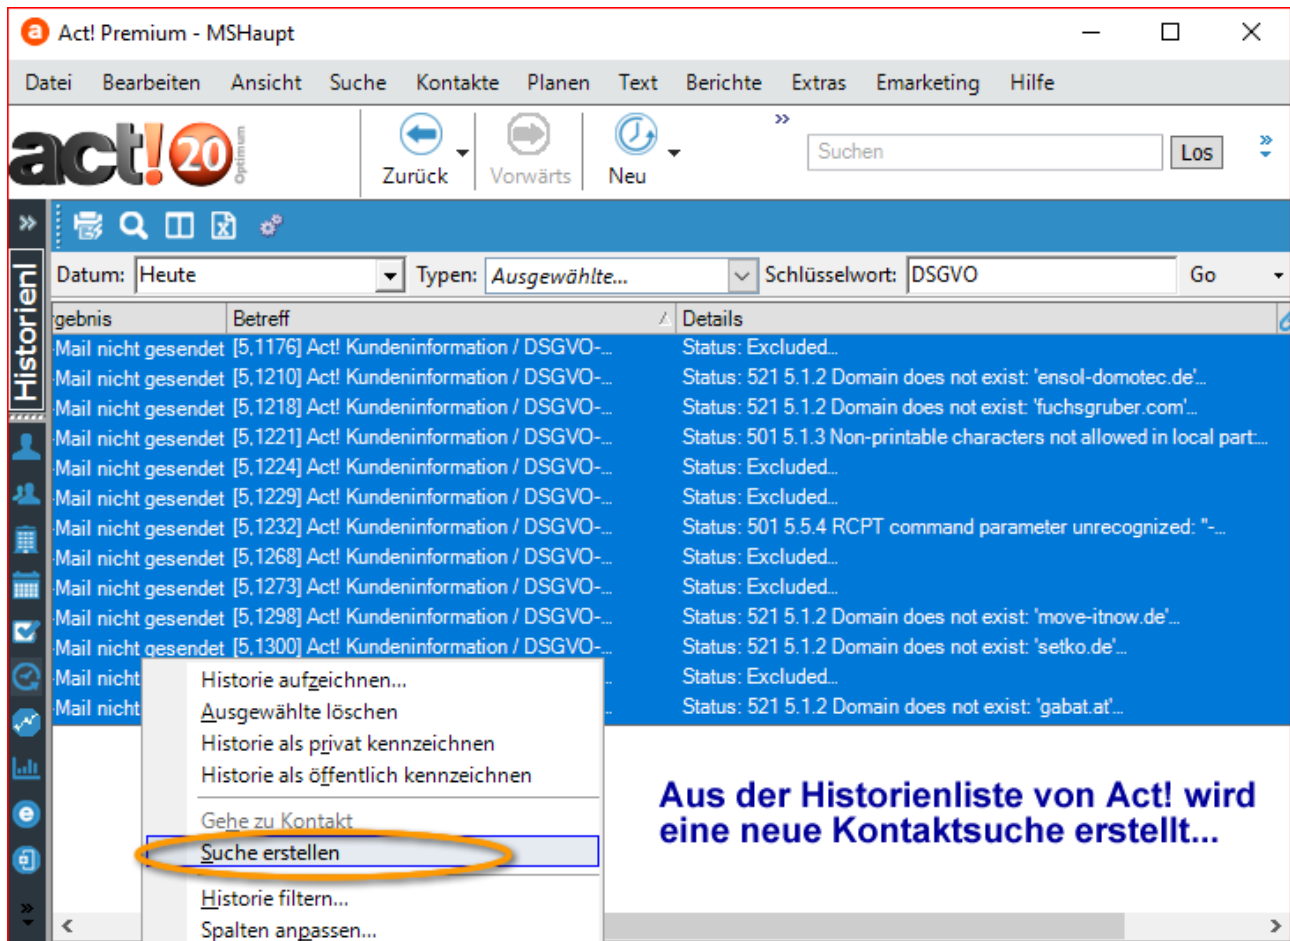 Act! Premium - MSHaupt
Datei Bearbeiten Ansicht Suche Kontakte Planen Text Berichte Extras Emarketing Hilfe
act! 20 Optimum
Zurück Vorwärts Neu » Suchen Los
Datum: Heute Typen: Ausgewählte... Schlüsselwort: DSGVO Go
Historienl
rgebnis Betreff Details
-Mail nicht gesendet [5,1176] Act! Kundeninformation / DSGVO-... Status: Excluded...
-Mail nicht gesendet [5,1210] Act! Kundeninformation / DSGVO-... Status: 521 5.1.2 Domain does not exist: 'ensol-domotec.de'...
-Mail nicht gesendet [5,1218] Act! Kundeninformation / DSGVO-... Status: 521 5.1.2 Domain does not exist: 'fuchsgruber.com'...
-Mail nicht gesendet [5,1221] Act! Kundeninformation / DSGVO-... Status: 501 5.1.3 Non-printable characters not allowed in local part:...
-Mail nicht gesendet [5,1224] Act! Kundeninformation / DSGVO-... Status: Excluded...
-Mail nicht gesendet [5,1229] Act! Kundeninformation / DSGVO-... Status: Excluded...
-Mail nicht gesendet [5,1232] Act! Kundeninformation / DSGVO-... Status: 501 5.5.4 RCPT command parameter unrecognized: "-...
-Mail nicht gesendet [5,1268] Act! Kundeninformation / DSGVO-... Status: Excluded...
-Mail nicht gesendet [5,1273] Act! Kundeninformation / DSGVO-... Status: Excluded...
-Mail nicht gesendet [5,1298] Act! Kundeninformation / DSGVO-... Status: 521 5.1.2 Domain does not exist: 'move-itnow.de'...
-Mail nicht gesendet [5,1300] Act! Kundeninformation / DSGVO-... Status: 521 5.1.2 Domain does not exist: 'setko.de'...
-Mail nicht Status: Excluded...
-Mail nicht Status: 521 5.1.2 Domain does not exist: 'gabat.at'...
Historie aufzeichnen...
Ausgewählte löschen
Historie als privat kennzeichnen
Historie als öffentlich kennzeichnen
Gehe zu Kontakt
Suche erstellen
Historie filtern...
Spalten anpassen...
Aus der Historienliste von Act! wird
eine neue Kontaktsuche erstellt...